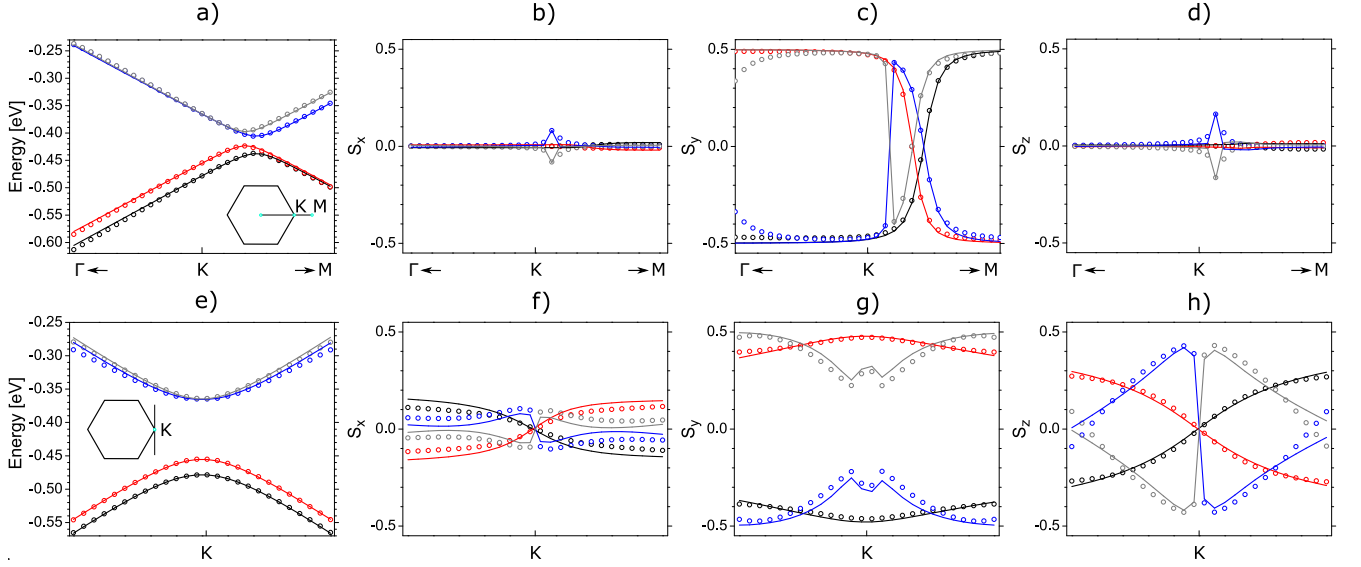 a)
b)
c)
d)
Energy [eV]
-0.25
-0.30
-0.35
-0.40
-0.45
-0.50
-0.55
-0.60
K M
Γ ← K → M
Sx
0.5
0.0
-0.5
Γ ← K → M
Sy
0.5
0.0
-0.5
Γ ← K → M
Sz
0.5
0.0
-0.5
Γ ← K → M
e)
f)
g)
h)
Energy [eV]
-0.25
-0.30
-0.35
-0.40
-0.45
-0.50
-0.55
K
K
Sx
0.5
0.0
-0.5
K
Sy
0.5
0.0
-0.5
K
Sz
0.5
0.0
-0.5
K